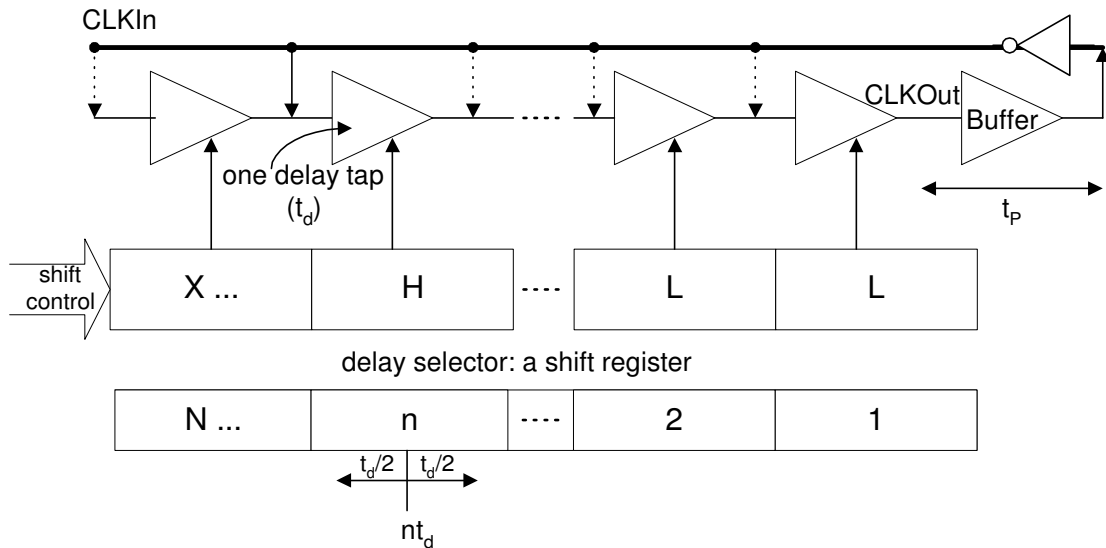 CLKIn
CLKOut
Buffer
one delay tap
(t_d)
t_P
shift
control
X ...
H
L
L
delay selector: a shift register
N ...
n
2
1
t_d/2
t_d/2
nt_d